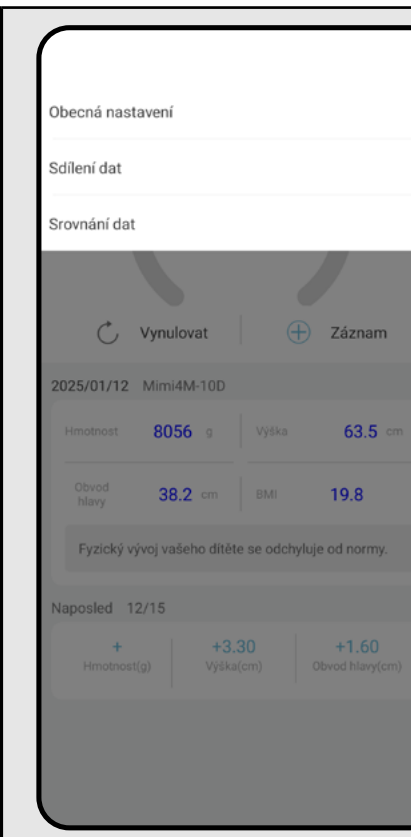 Obecná nastavení
Sdílení dat
Srovnání dat
Vynulovat
Záznam
2025/01/12 Mimi4M-10D
Hmotnost 8056 g Výška 63.5 cm
Obvod hlavy 38.2 cm BMI 19.8
Fyzický vývoj vašeho dítěte se odchyluje od normy.
Naposled 12/15
+ +3.30 +1.60
Hmotnost(g) Výška(cm) Obvod hlavy(cm)